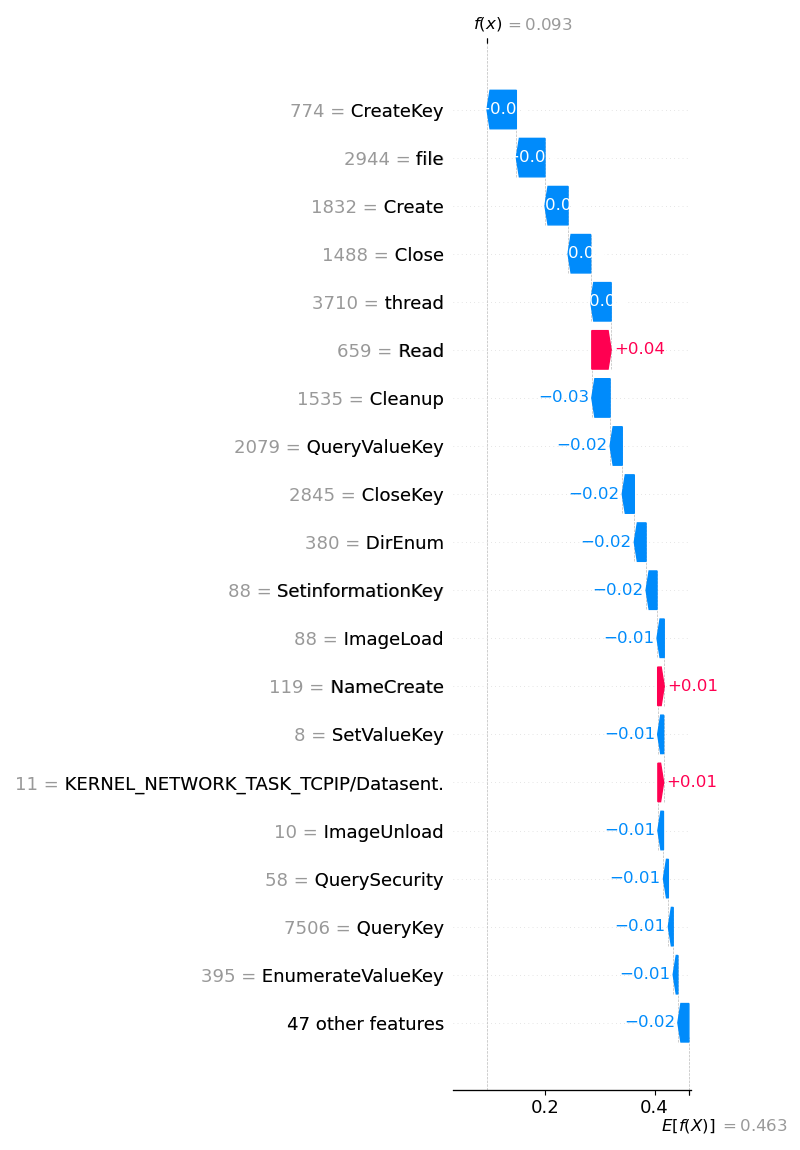 f(x) = 0.093
774 = CreateKey
2944 = file
1832 = Create
1488 = Close
3710 = thread
659 = Read +0.04
1535 = Cleanup −0.03
2079 = QueryValueKey −0.02
2845 = CloseKey −0.02
380 = DirEnum −0.02
88 = SetinformationKey −0.02
88 = ImageLoad −0.01
119 = NameCreate +0.01
8 = SetValueKey −0.01
11 = KERNEL_NETWORK_TASK_TCPIP/Datasent. +0.01
10 = ImageUnload −0.01
58 = QuerySecurity −0.01
7506 = QueryKey −0.01
395 = EnumerateValueKey −0.01
47 other features −0.02
0.2 0.4
E[f(X)] = 0.463